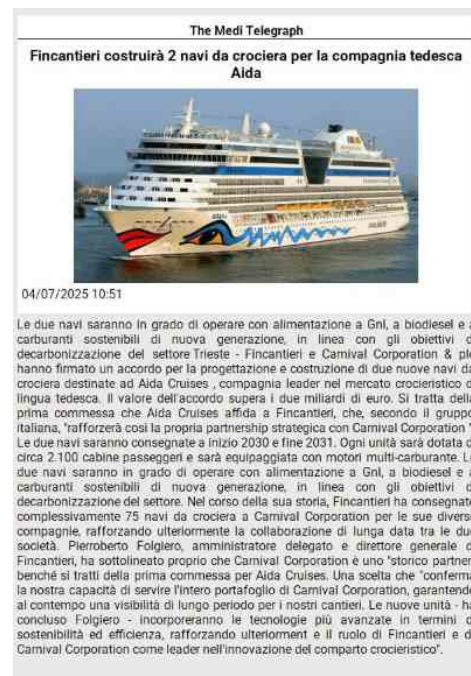 The Medi Telegraph
Fincantieri costruirà 2 navi da crociera per la compagnia tedesca
Aida
04/07/2025 10:51
Le due navi saranno in grado di operare con alimentazione a Gnl, a biodiesel e a
carburanti sostenibili di nuova generazione, in linea con gli obiettivi d
decarbonizzazione del settore Trieste - Fincantieri e Carnival Corporation & plc
hanno firmato un accordo per la progettazione e costruzione di due nuove navi da
crociera destinate ad Aida Cruises , compagnia leader nel mercato crocieristico d
lingua tedesca. Il valore dell'accordo supera i due miliardi di euro. Si tratta della
prima commessa che Aida Cruises affida a Fincantieri, che, secondo il gruppo
italiana, "rafforzerà così la propria partnership strategica con Carnival Corporation "
Le due navi saranno consegnate a inizio 2030 e fine 2031. Ogni unità sarà dotata d
circa 2.100 cabine passeggeri e sarà equipaggiata con motori multi-carburante. Le
due navi saranno in grado di operare con alimentazione a Gnl, a biodiesel e a
carburanti sostenibili di nuova generazione, in linea con gli obiettivi d
decarbonizzazione del settore. Nel corso della sua storia, Fincantieri ha consegnato
complessivamente 75 navi da crociera a Carnival Corporation per le sue diverse
compagnie, rafforzando ulteriormente la collaborazione di lunga data tra le due
società. Pierroberto Folgiero, amministratore delegato e direttore generale d
Fincantieri, ha sottolineato proprio che Carnival Corporation è uno "storico partner,
benché si tratti della prima commessa per Aida Cruises. Una scelta che "conferma
la nostra capacità di servire l'intero portafoglio di Carnival Corporation, garantendo
al contempo una visibilità di lungo periodo per i nostri cantieri. Le nuove unità - ha
concluso Folgiero - incorporeranno le tecnologie più avanzate in termini d
sostenibilità ed efficienza, rafforzando ulteriorment e il ruolo di Fincantieri e d
Carnival Corporation come leader nell'innovazione del comparto crocieristico".